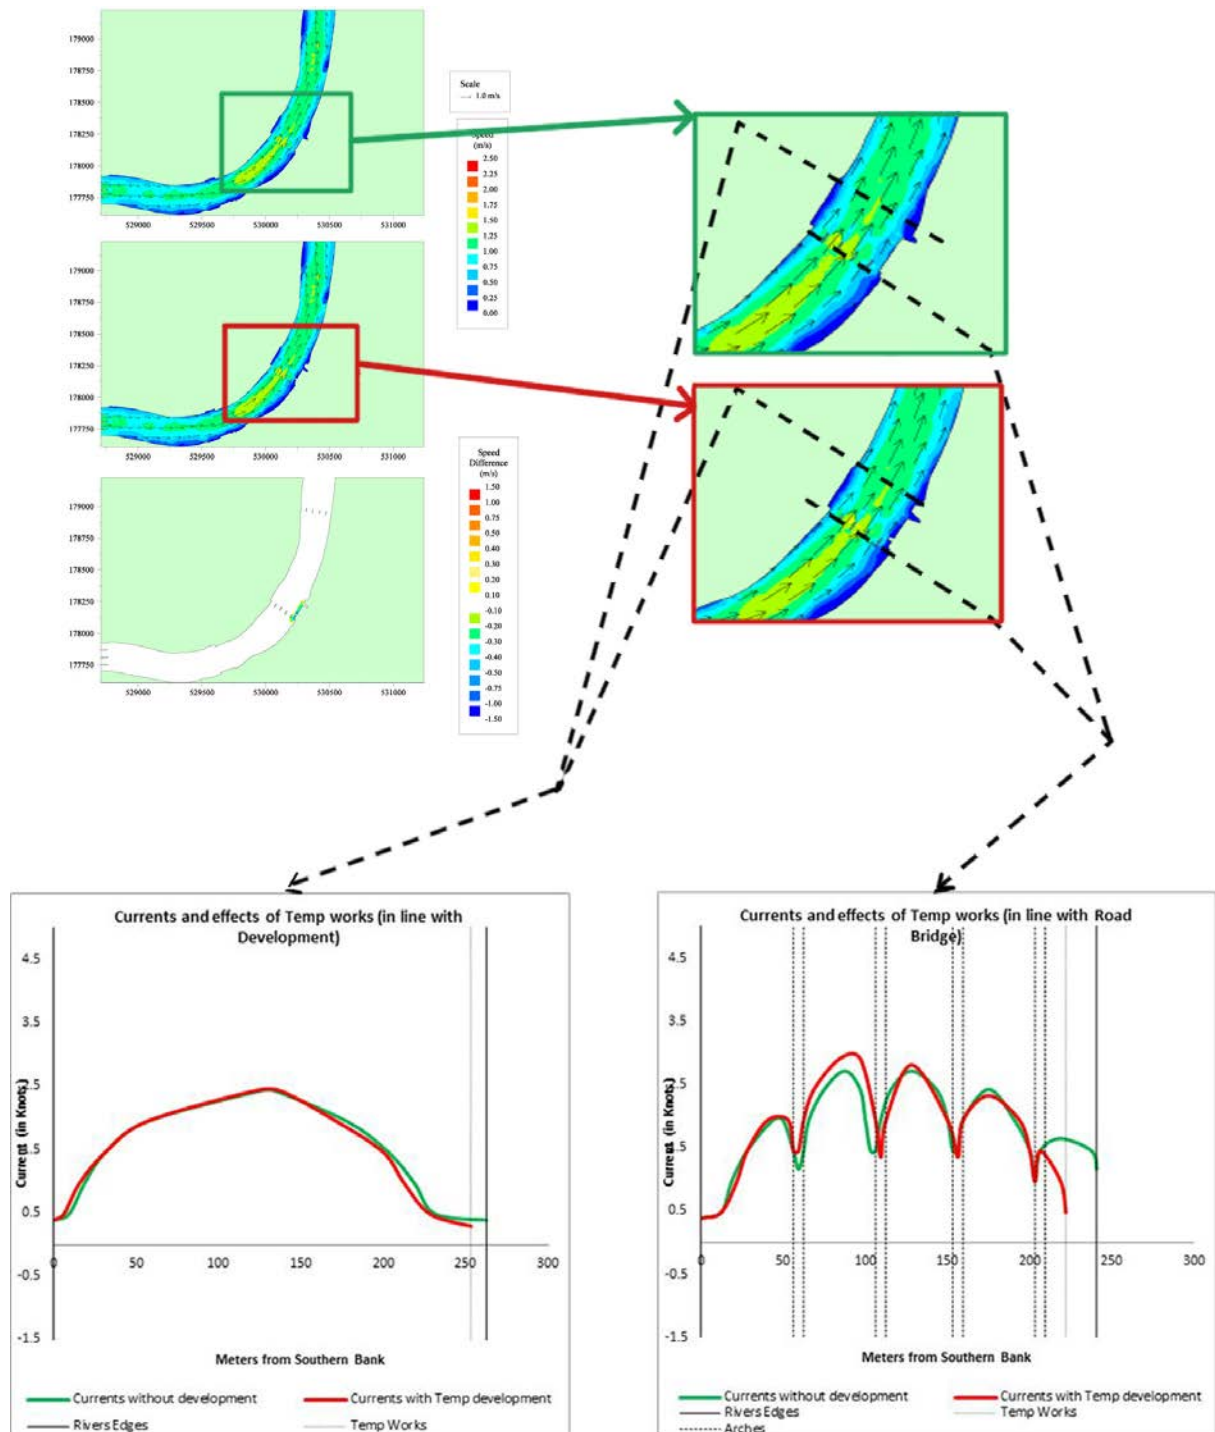 179000
178750
178500
178250
178000
177750
529000 529500 530000 530500 531000
Scale
1.0 m/s
Speed
(m/s)
2.50
2.25
2.00
1.75
1.50
1.25
1.00
0.75
0.50
0.25
0.00
179000
178750
178500
178250
178000
177750
529000 529500 530000 530500 531000
179000
178750
178500
178250
178000
177750
529000 529500 530000 530500 531000
Speed
Difference
(m/s)
1.50
1.00
0.75
0.50
0.40
0.30
0.20
0.10
-0.10
-0.20
-0.30
-0.40
-0.50
-0.75
-1.00
-1.50
Currents and effects of Temp works (in line with
Development)
4.5
3.5
2.5
1.5
0.5
-0.5
-1.5
Current (in Knots)
0 50 100 150 200 250 300
Meters from Southern Bank
Currents without development Currents with Temp development
Rivers Edges Temp Works
Currents and effects of Temp works (in line with Road
Bridge)
4.5
3.5
2.5
1.5
0.5
-0.5
-1.5
Current (in Knots)
0 50 100 150 200 250 300
Meters from Southern Bank
Currents without development Currents with Temp development
Rivers Edges Temp Works
Arches